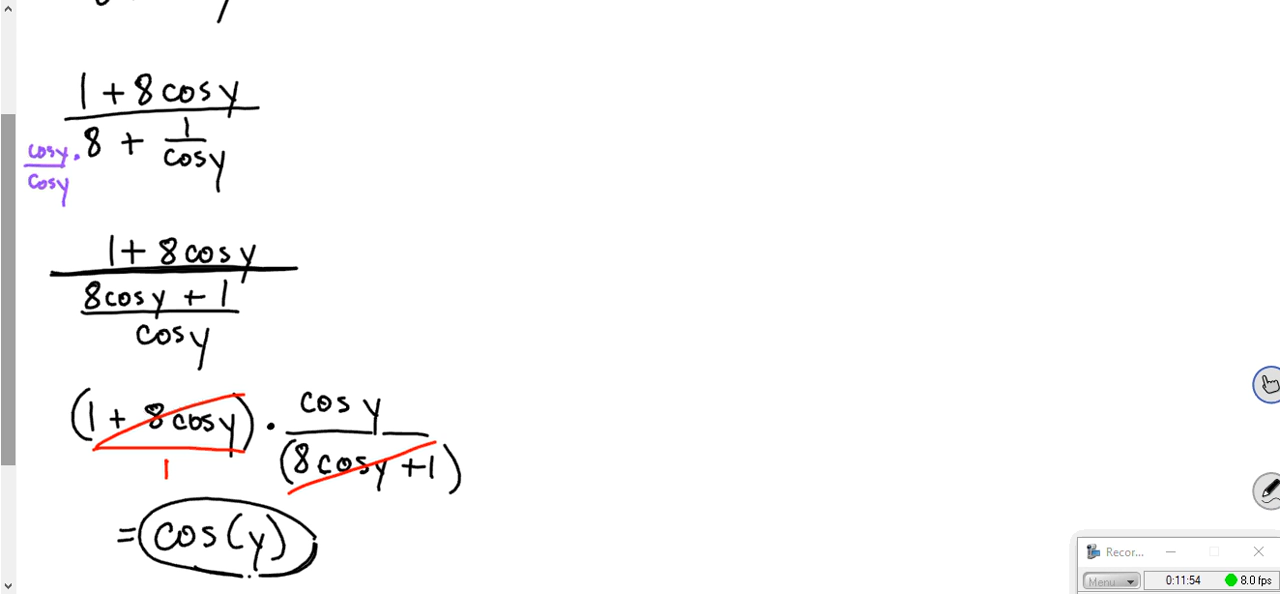 1 + 8 cos y
8 + 1/cos y
cos y/cos y ·
1 + 8 cos y
8 cos y + 1
cos y
(1 + 8 cos y) · cos y/(8 cos y + 1)
1
= cos(y)
Recor...
Menu
0:11:54
8.0 fps